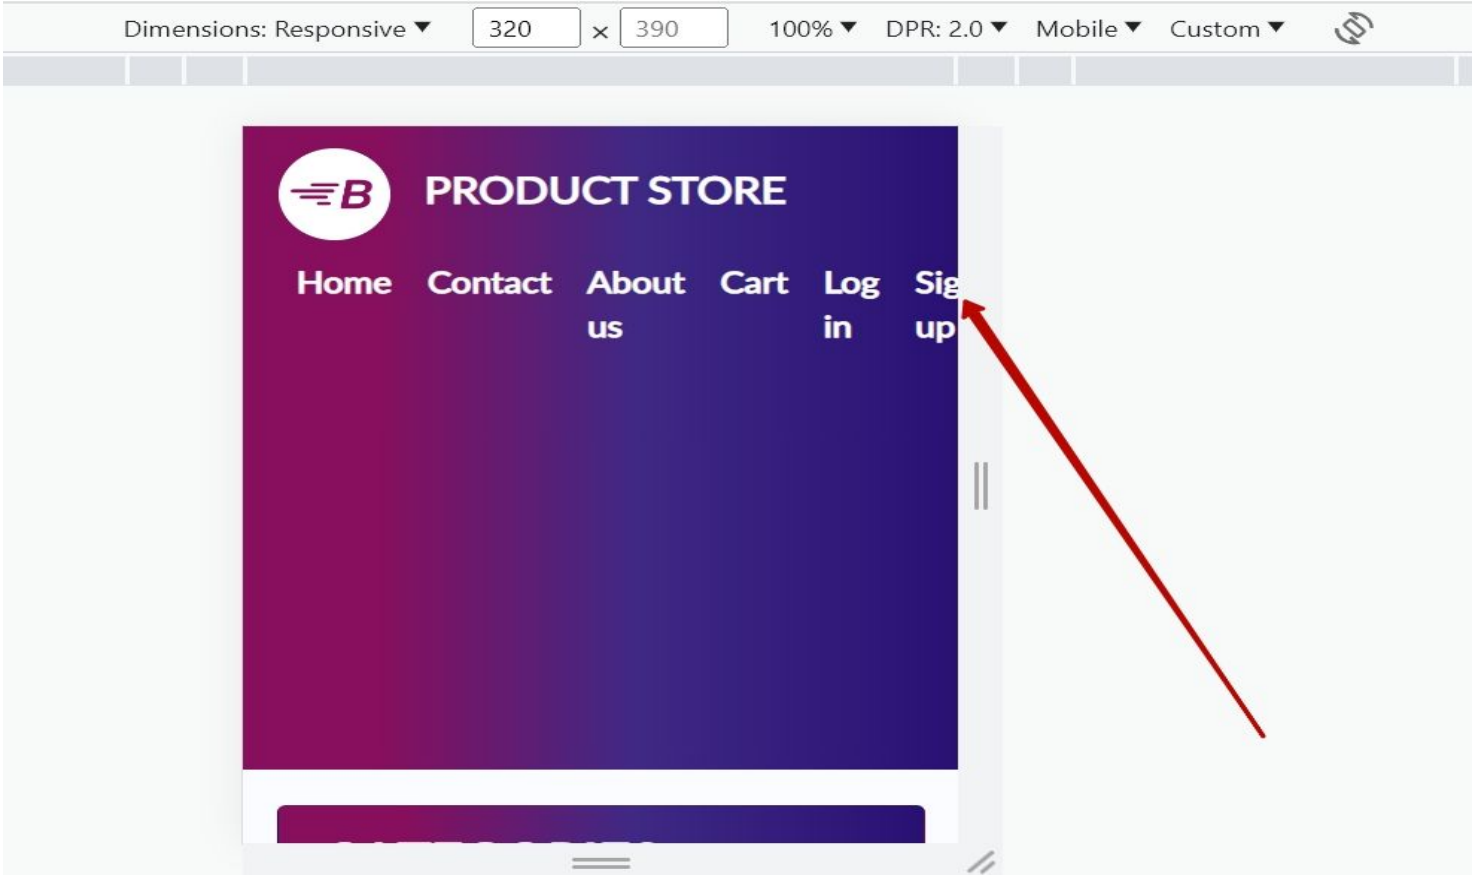 Dimensions: Responsive ▼ 320 × 390 100% ▼ DPR: 2.0 ▼ Mobile ▼ Custom ▼
B PRODUCT STORE
Home Contact About us Cart Log in Sig up